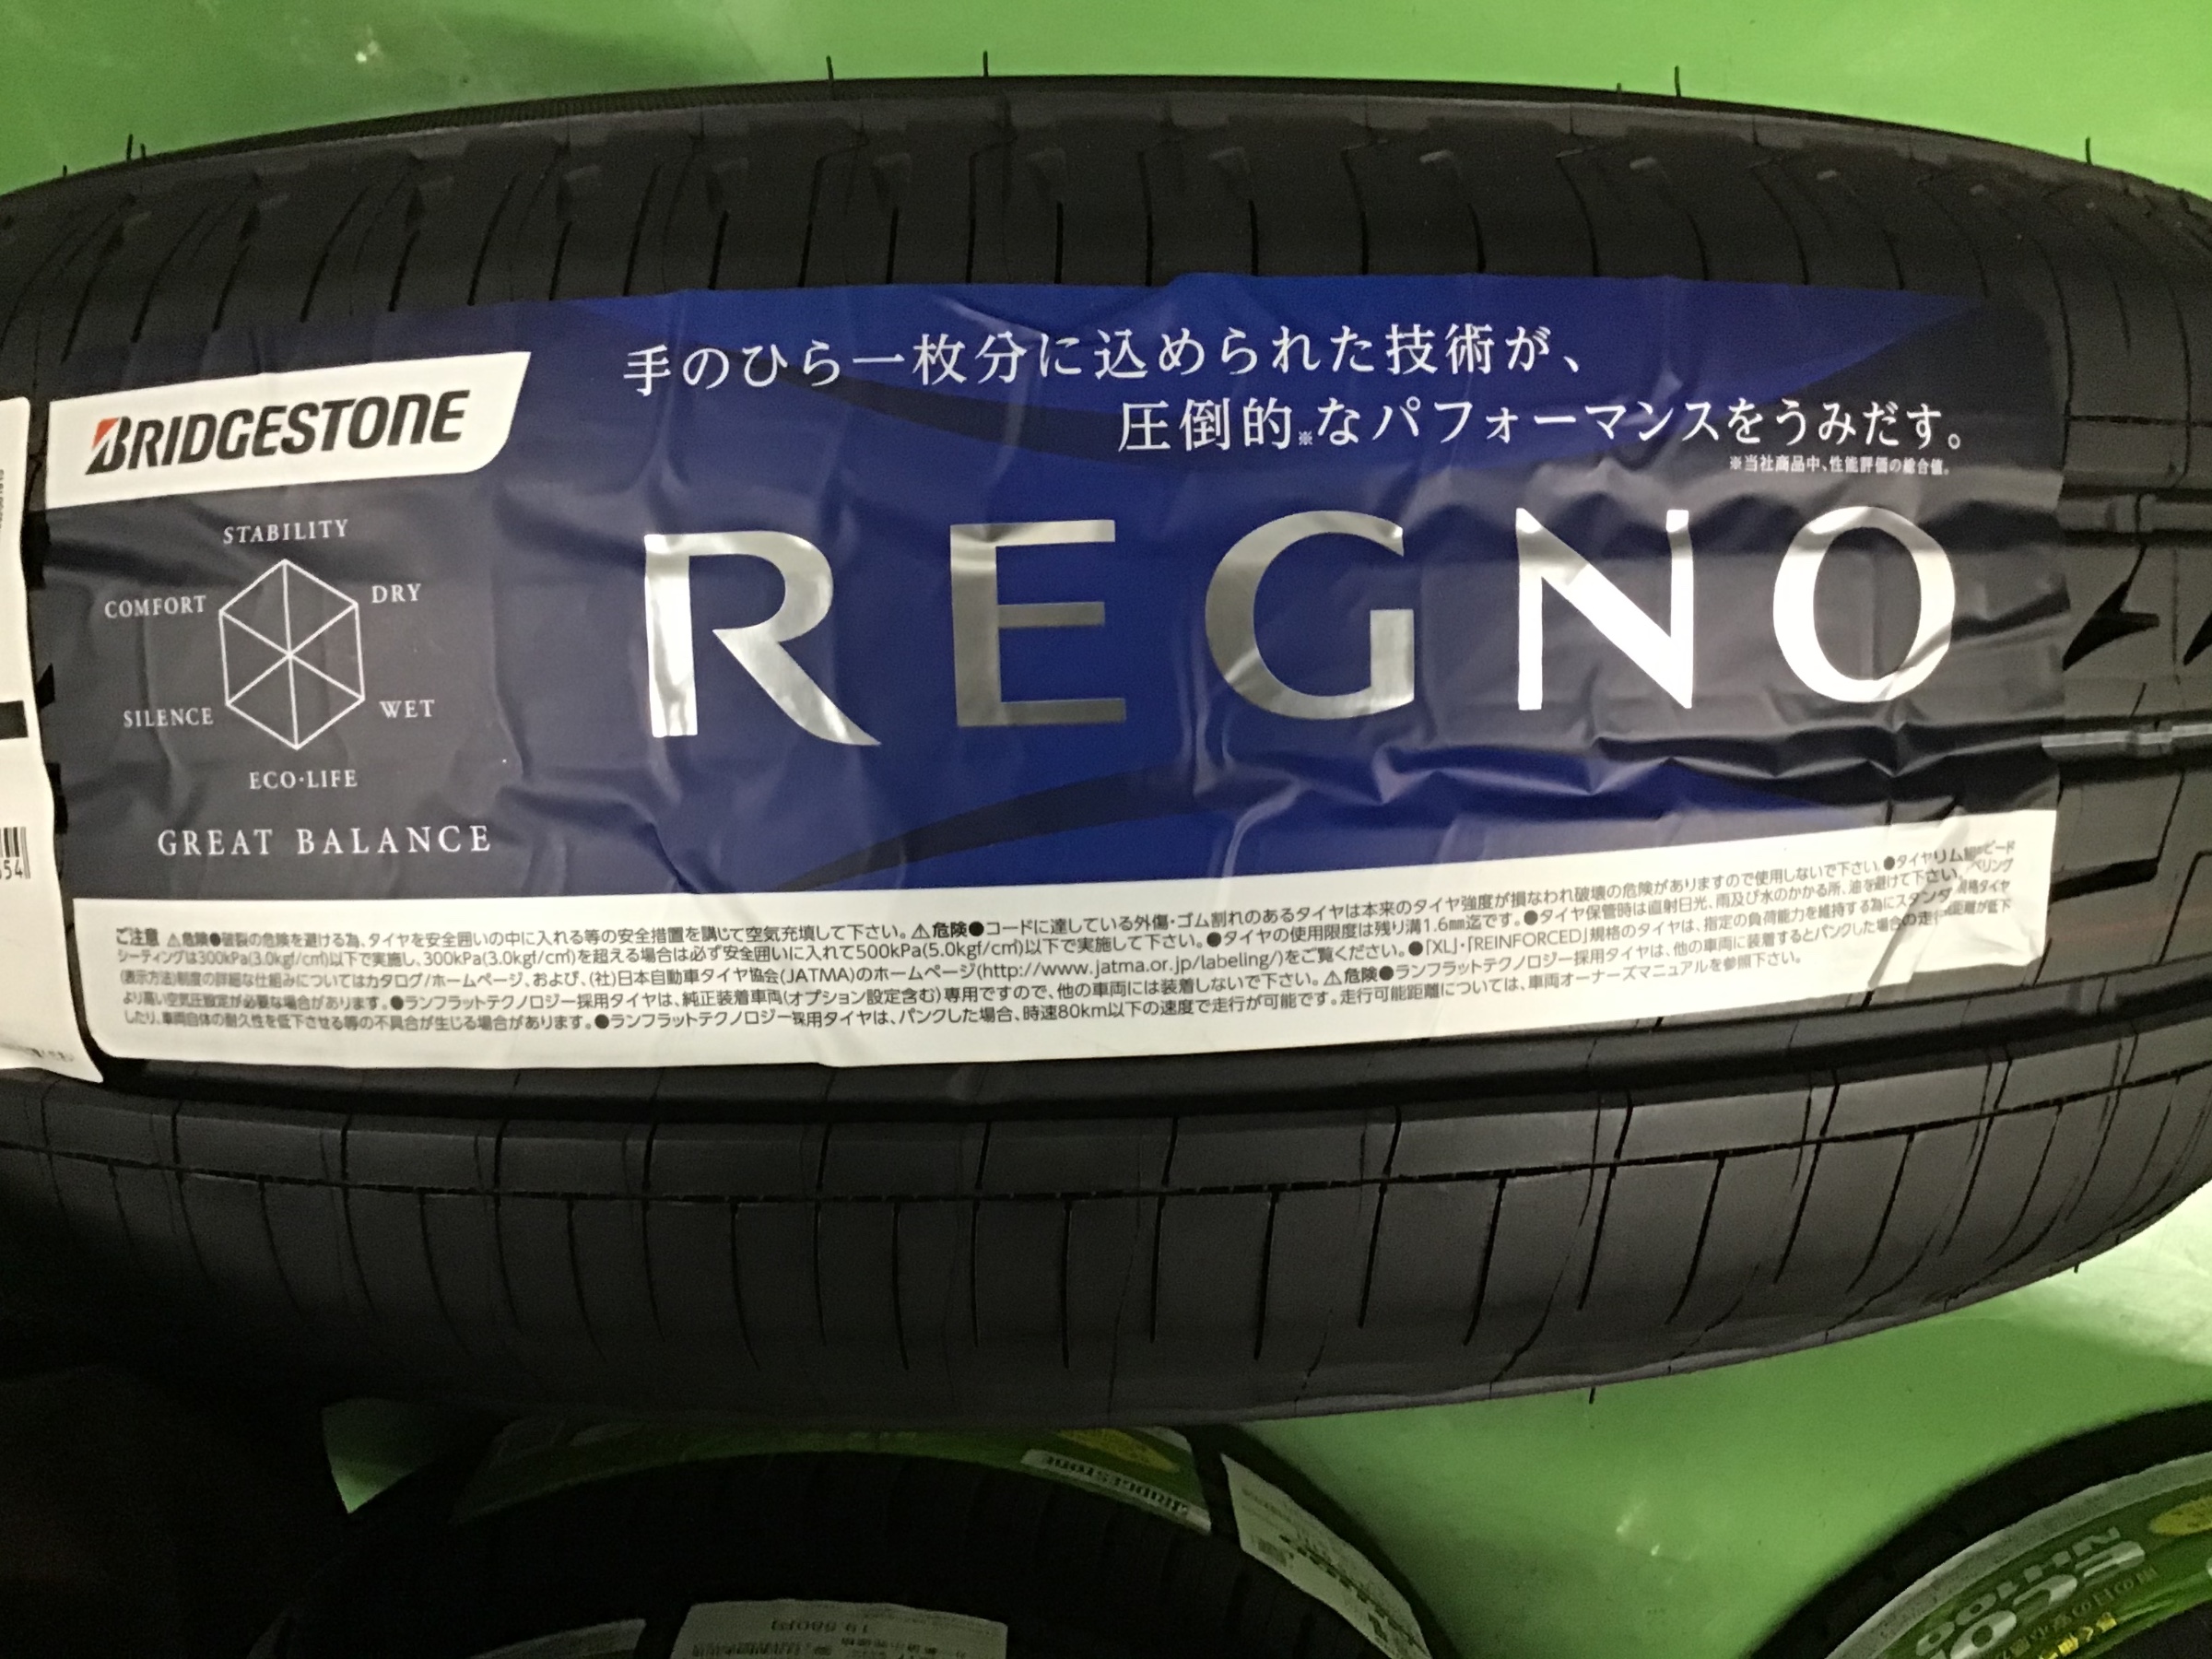 手のひら一枚分に込められた技術が、
圧倒的※なパフォーマンスをうみだす。
※当社商品中、性能評価の総合値。
BRIDGESTONE
STABILITY
COMFORT
DRY
SILENCE
WET
ECO・LIFE
GREAT BALANCE
REGNO
ご注意 ⚠危険●破裂の危険を避ける為、タイヤを安全囲いの中に入れる等の安全措置を講じて空気充填して下さい。⚠危険●コードに達している外傷・ゴム割れのあるタイヤは本来のタイヤ強度が損なわれ破壊の危険がありますので使用しないで下さい。●タイヤリム組 ビード
シーティングは300kPa(3.0kgf/c㎡)以下で実施し、300kPa(3.0kgf/c㎡)を超える場合は必ず安全囲いに入れて500kPa(5.0kgf/c㎡)以下で実施して下さい。●タイヤの使用限度は残り溝1.6㎜迄です。●タイヤ保管時は直射日光、雨及び水のかかる所、油を避けて下さい。 ベリング
(表示方法)制度の詳細な仕組みについてはカタログ/ホームページ、および、(社)日本自動車タイヤ協会(JATMA)のホームページ(http://www.jatma.or.jp/labeling/)をご覧ください。●「XL」・「REINFORCED」規格のタイヤは、指定の負荷能力を維持する為にスタンダ 規格タイヤ
より高い空気圧設定が必要な場合があります。●ランフラットテクノロジー採用タイヤは、純正装着車両(オプション設定含む)専用ですので、他の車両には装着しないで下さい。⚠危険●ランフラットテクノロジー採用タイヤは、他の車両に装着するとパンクした場合の走行 距離が低下
したり、車両自体の耐久性を低下させる等の不具合が生じる場合があります。●ランフラットテクノロジー採用タイヤは、パンクした場合、時速80km以下の速度で走行が可能です。走行可能距離については、車両オーナーズマニュアルを参照下さい。
54
BRIDGESTONE
19,580円
ECO
NH100